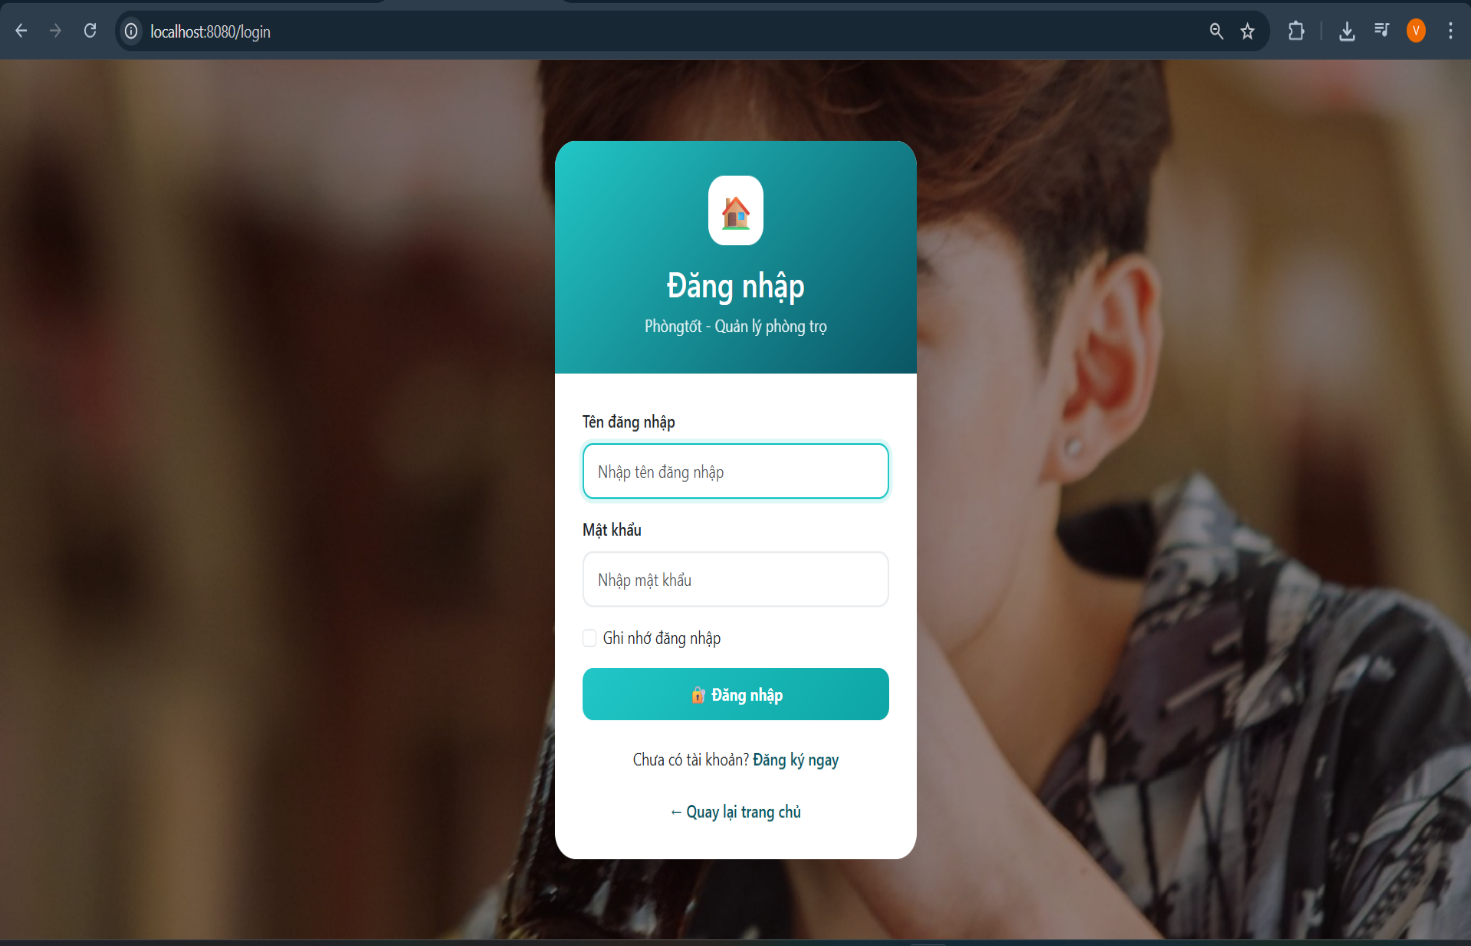 localhost:8080/login
V
Đăng nhập
Phòngtốt - Quản lý phòng trọ
Tên đăng nhập
Nhập tên đăng nhập
Mật khẩu
Nhập mật khẩu
Ghi nhớ đăng nhập
Đăng nhập
Chưa có tài khoản? Đăng ký ngay
← Quay lại trang chủ